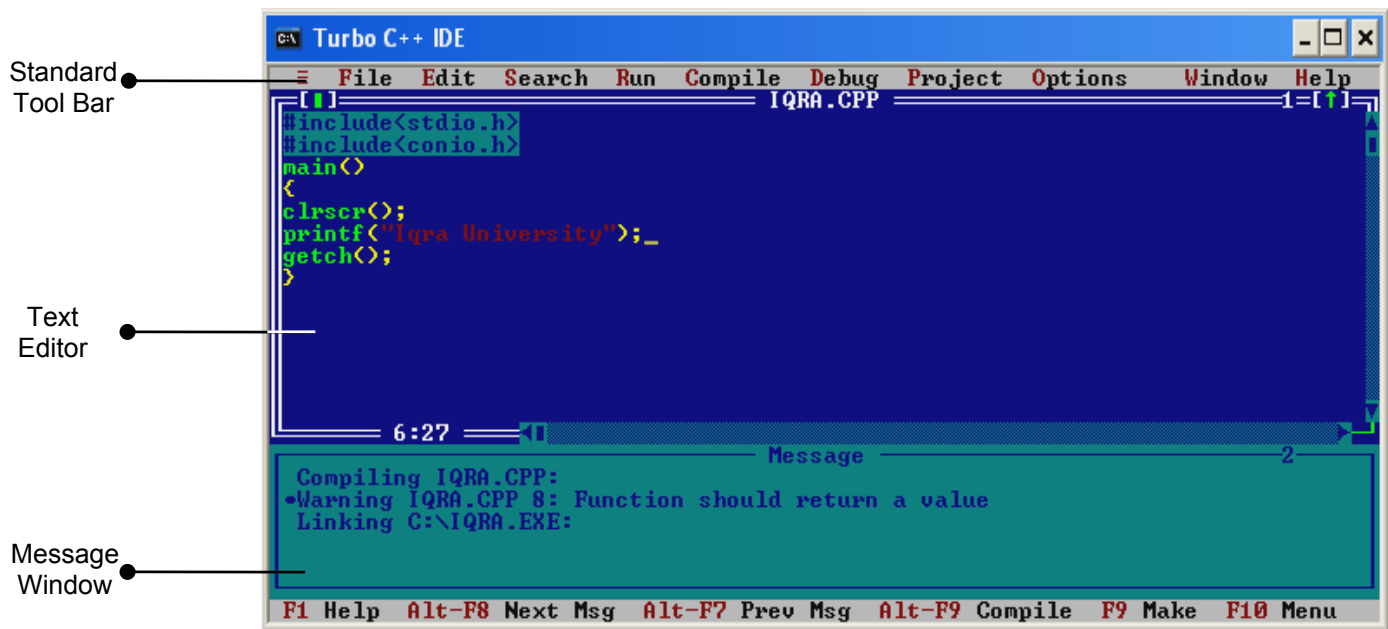 Turbo C++ IDE
Standard Tool Bar
≡ File Edit Search Run Compile Debug Project Options Window Help
[■] IQRA.CPP 1=[↑]
#include<stdio.h>
#include<conio.h>
main()
{
clrscr();
printf("Iqra University");_
getch();
}
Text
Editor
6:27
Message 2
Compiling IQRA.CPP:
•Warning IQRA.CPP 8: Function should return a value
Linking C:\IQRA.EXE:
Message
Window
F1 Help Alt-F8 Next Msg Alt-F7 Prev Msg Alt-F9 Compile F9 Make F10 Menu